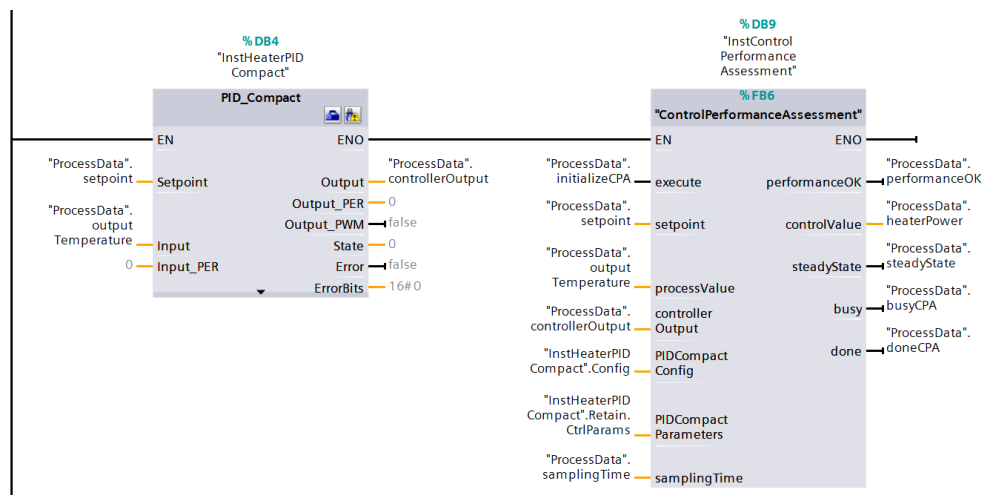 %DB4
"InstHeaterPID
Compact"
PID_Compact
EN
ENO
"ProcessData".
setpoint
Setpoint
"ProcessData".
output
Temperature
Input
0
Input_PER
Output
"ProcessData".
controllerOutput
Output_PER
0
Output_PWM
false
State
0
Error
false
ErrorBits
16#0
%DB9
"InstControl
Performance
Assessment"
%FB6
"ControlPerformanceAssessment"
EN
ENO
"ProcessData".
initializeCPA
execute
"ProcessData".
setpoint
setpoint
"ProcessData".
output
Temperature
processValue
"ProcessData".
controllerOutput
controller
Output
"InstHeaterPID
Compact".Config
PIDCompact
Config
"InstHeaterPID
Compact".Retain.
CtrlParams
PIDCompact
Parameters
"ProcessData".
samplingTime
samplingTime
performanceOK
"ProcessData".
performanceOK
controlValue
"ProcessData".
heaterPower
steadyState
"ProcessData".
steadyState
busy
"ProcessData".
busyCPA
done
"ProcessData".
doneCPA